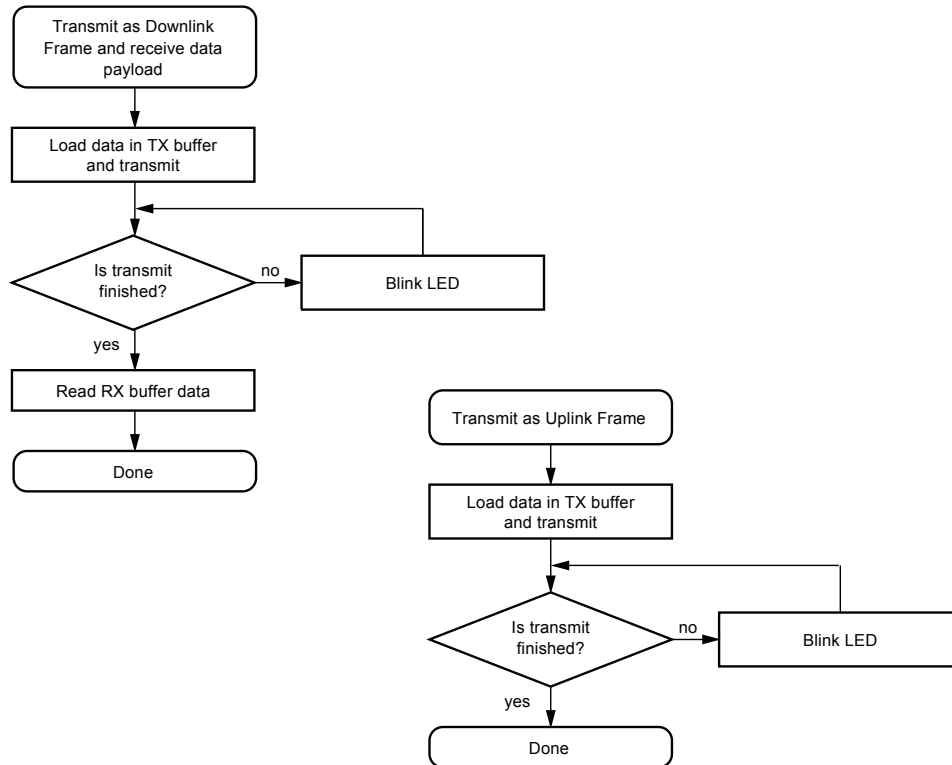 Transmit as Downlink
Frame and receive data
payload
Load data in TX buffer
and transmit
Is transmit
finished?
no
Blink LED
yes
Read RX buffer data
Done
Transmit as Uplink Frame
Load data in TX buffer
and transmit
Is transmit
finished?
no
Blink LED
yes
Done